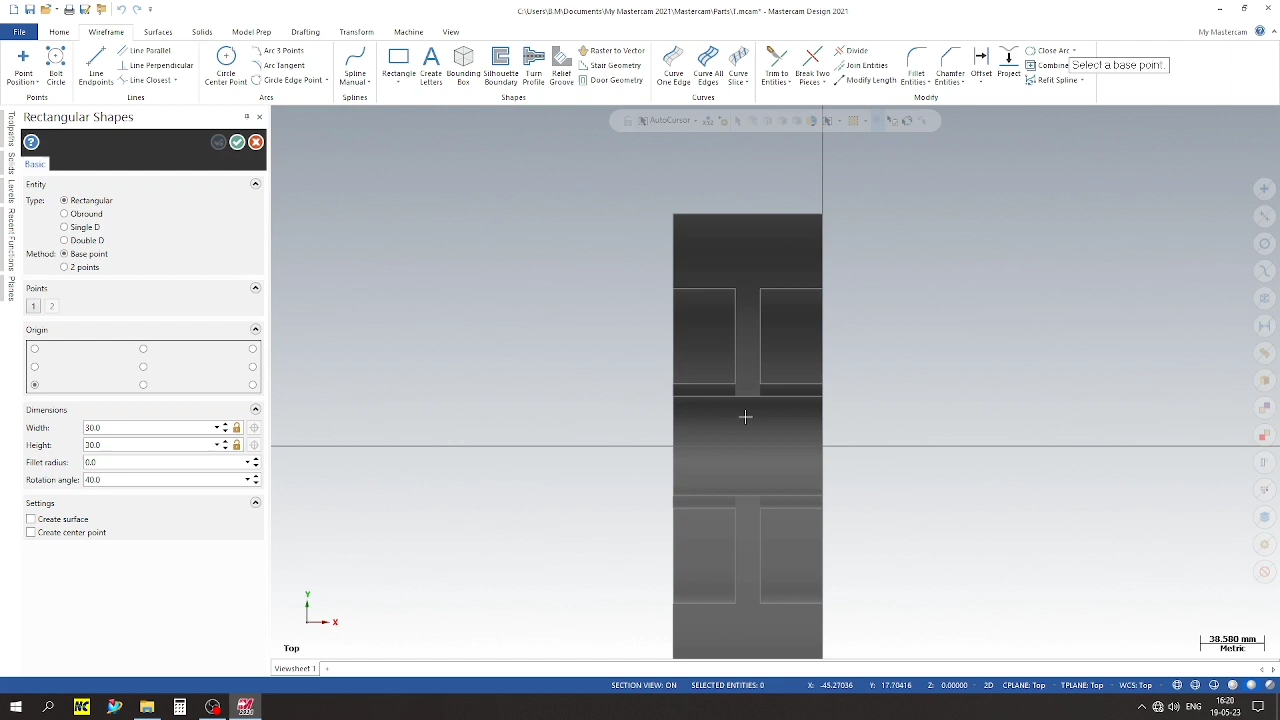 C:\Users\B.M\Documents\My Mastercam 2021\Mastercam\Parts\T.mcam* - Mastercam Design 2021
File Home Wireframe Surfaces Solids Model Prep Drafting Transform Machine View My Mastercam
Point Position Bolt Circle Points
Line Endpoints Line Parallel Line Perpendicular Line Closest Lines
Circle Center Point Arc 3 Points Arc Tangent Circle Edge Point Arcs
Spline Manual Splines
Rectangle Create Letters Bounding Box Silhouette Boundary Turn Profile Relief Groove Raster to Vector Stair Geometry Door Geometry Shapes
Curve One Edge Curve All Edges Curve Slice Curves
Trim to Entities Break Two Pieces Divide Join Entities Modify Length Fillet Entities Chamfer Entities Offset Project Close Arc Combine Refit Spline Modify
Select a base point.
AutoCursor
Toolpaths
Solids
Levels
Recent Functions
Planes
Rectangular Shapes
Basic
Entity
Type: Rectangular
Obround
Single D
Double D
Method: Base point
2 points
Points
1 2
Origin
Dimensions
Width: 30.0
Height: 30.0
Fillet radius: 0.0
Rotation angle: 40.0
Settings
Create surface
Create center point
Y
X
Top
38.580 mm
Metric
Viewsheet 1 +
SECTION VIEW: ON SELECTED ENTITIES: 0 X: -45.27036 Y: 17.70416 Z: 0.00000 2D CPLANE: Top TPLANE: Top WCS: Top
NC
2020
ENG
16:20
19-05-23